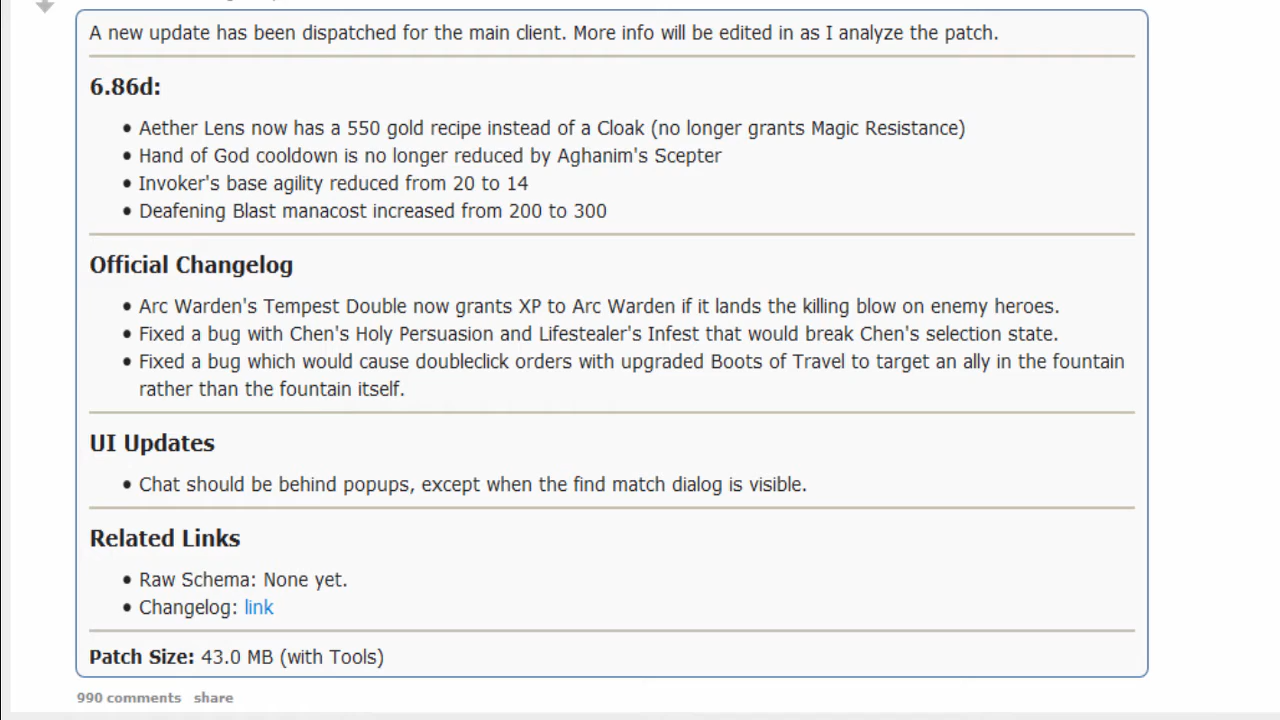 A new update has been dispatched for the main client. More info will be edited in as I analyze the patch.
6.86d:
• Aether Lens now has a 550 gold recipe instead of a Cloak (no longer grants Magic Resistance)
• Hand of God cooldown is no longer reduced by Aghanim's Scepter
• Invoker's base agility reduced from 20 to 14
• Deafening Blast manacost increased from 200 to 300
Official Changelog
• Arc Warden's Tempest Double now grants XP to Arc Warden if it lands the killing blow on enemy heroes.
• Fixed a bug with Chen's Holy Persuasion and Lifestealer's Infest that would break Chen's selection state.
• Fixed a bug which would cause doubleclick orders with upgraded Boots of Travel to target an ally in the fountain
rather than the fountain itself.
UI Updates
• Chat should be behind popups, except when the find match dialog is visible.
Related Links
• Raw Schema: None yet.
• Changelog: link
Patch Size: 43.0 MB (with Tools)
990 comments share